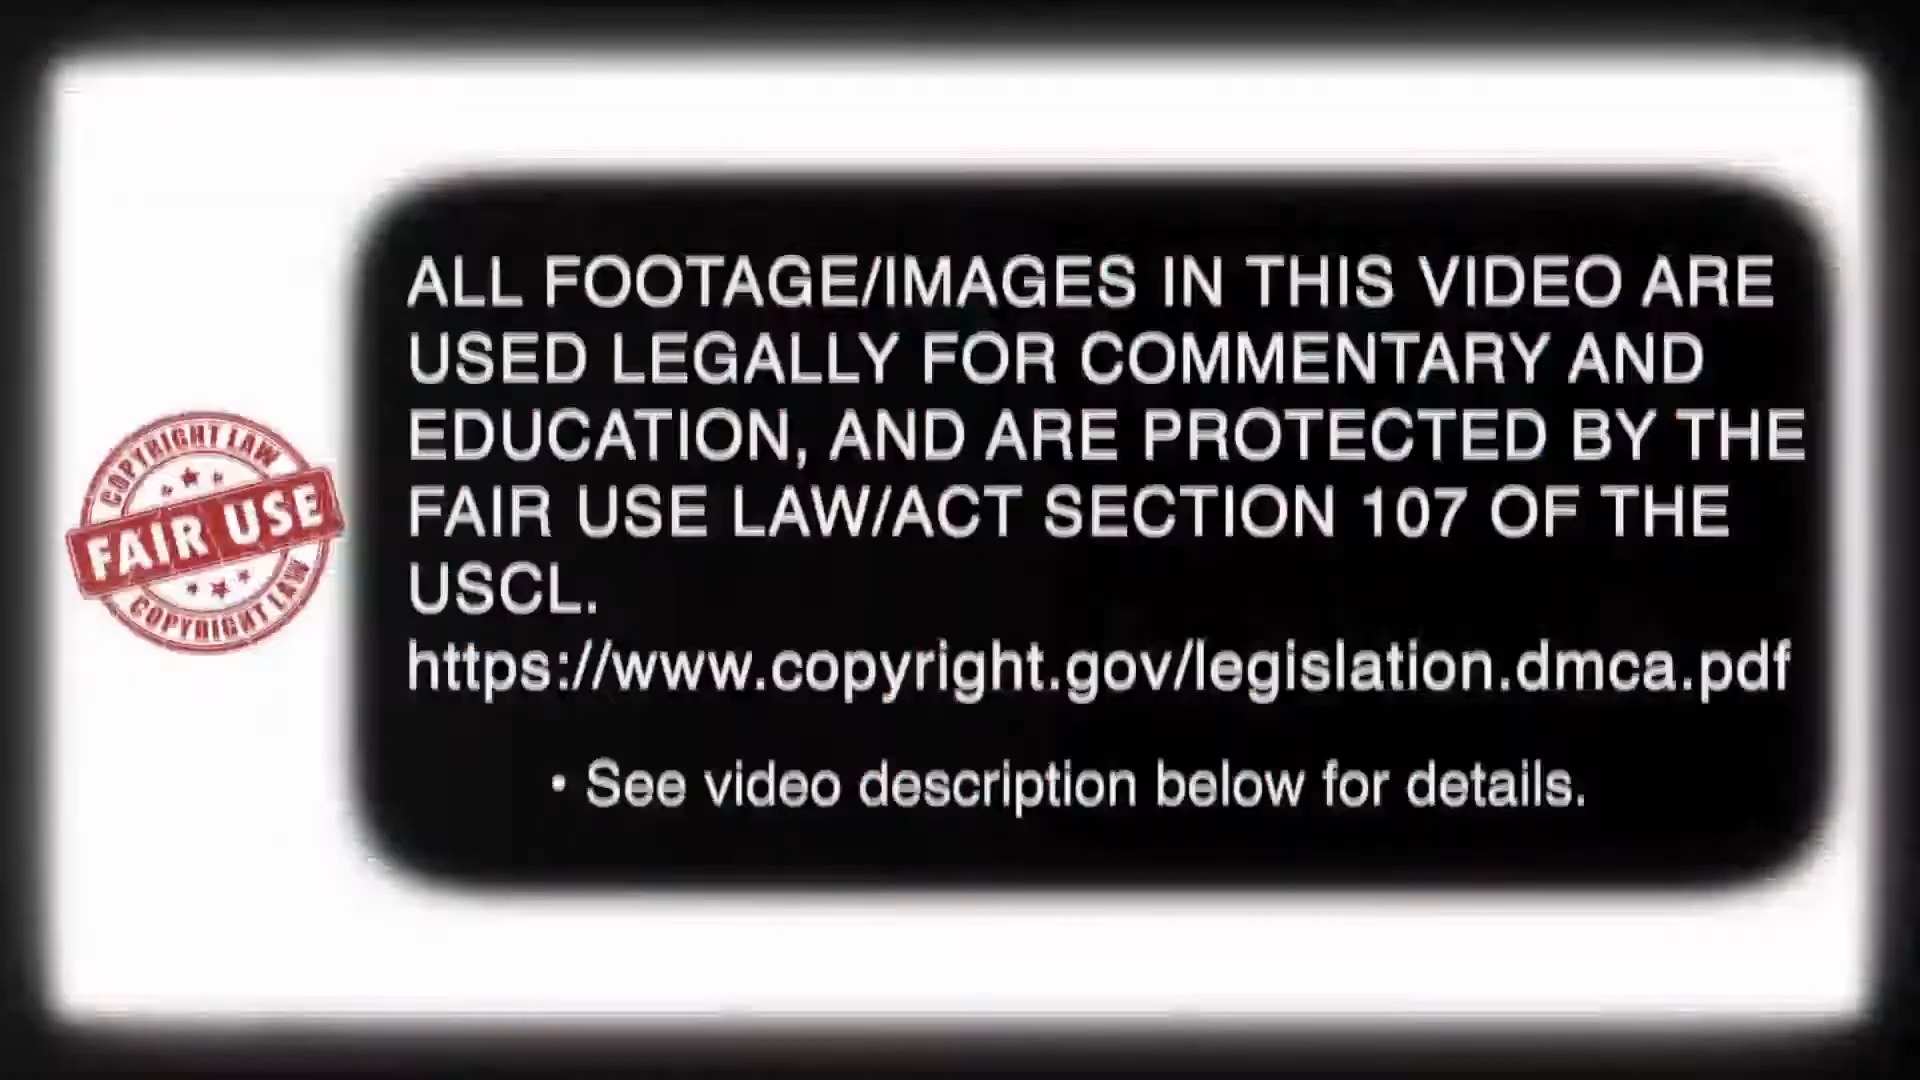 COPYRIGHT LAW
FAIR USE
COPYRIGHT LAW
ALL FOOTAGE/IMAGES IN THIS VIDEO ARE
USED LEGALLY FOR COMMENTARY AND
EDUCATION, AND ARE PROTECTED BY THE
FAIR USE LAW/ACT SECTION 107 OF THE
USCL.
https://www.copyright.gov/legislation.dmca.pdf
• See video description below for details.